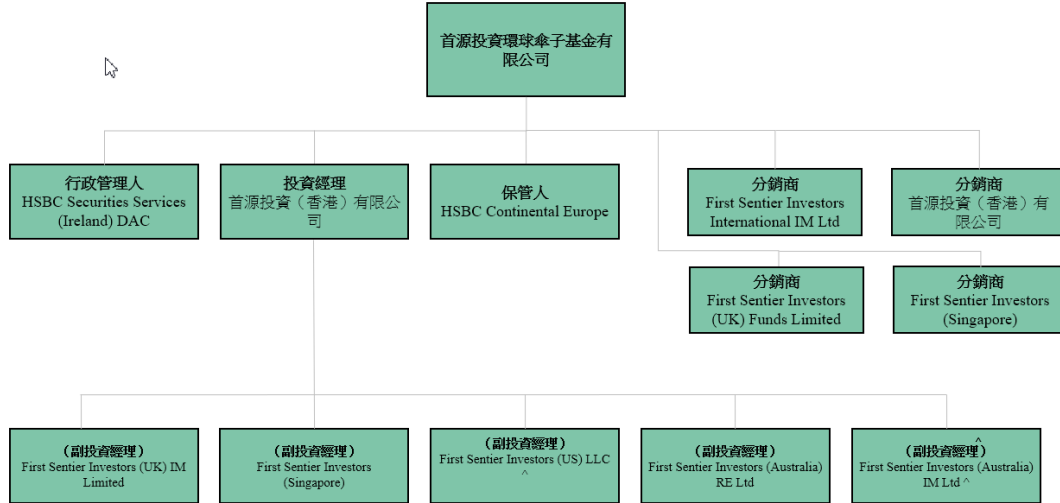 首源投資環球傘子基金有
限公司
行政管理人
HSBC Securities Services
(Ireland) DAC
投資經理
首源投資（香港）有限公
司
保管人
HSBC Continental Europe
分銷商
First Sentier Investors
International IM Ltd
分銷商
首源投資（香港）有
限公司
分銷商
First Sentier Investors
(UK) Funds Limited
分銷商
First Sentier Investors
(Singapore)
（副投資經理）
First Sentier Investors (UK) IM
Limited
（副投資經理）
First Sentier Investors
(Singapore)
（副投資經理）
First Sentier Investors (US) LLC
^
（副投資經理）
First Sentier Investors (Australia)
RE Ltd
（副投資經理）^
First Sentier Investors (Australia)
IM Ltd ^